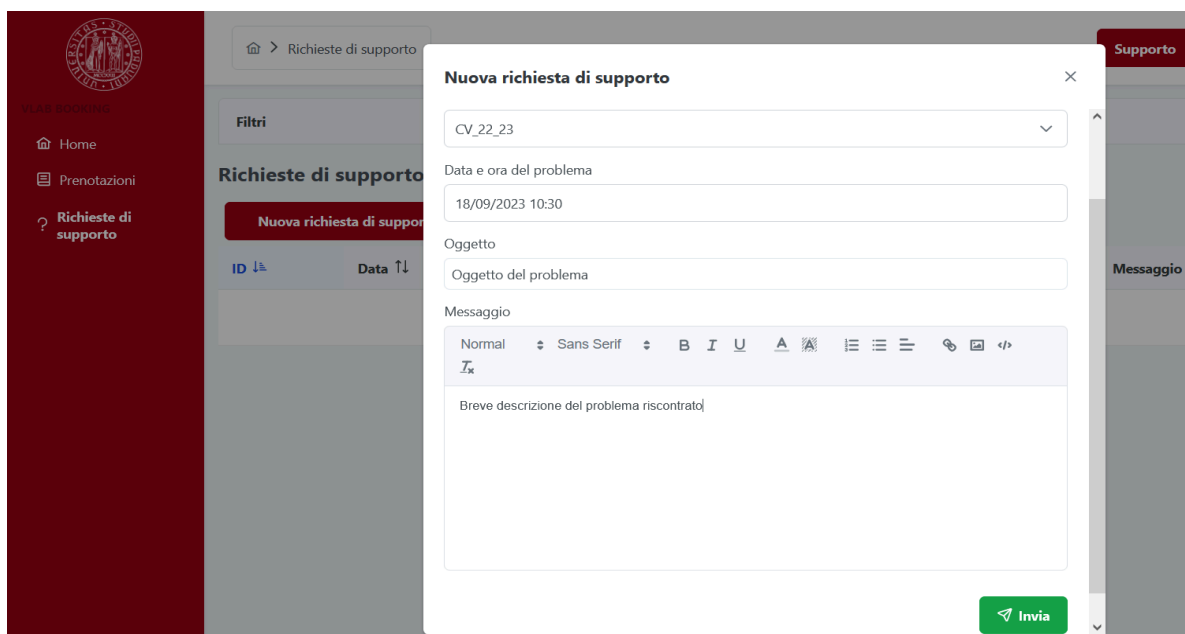 Richieste di supporto
Supporto
VLAB BOOKING
Home
Prenotazioni
Richieste di
supporto
Filtri
Richieste di supporto
Nuova richiesta di suppor
ID
Data
Messaggio
Nuova richiesta di supporto
CV_22_23
Data e ora del problema
18/09/2023 10:30
Oggetto
Oggetto del problema
Messaggio
Normal Sans Serif B I U A A
Breve descrizione del problema riscontrato
Invia